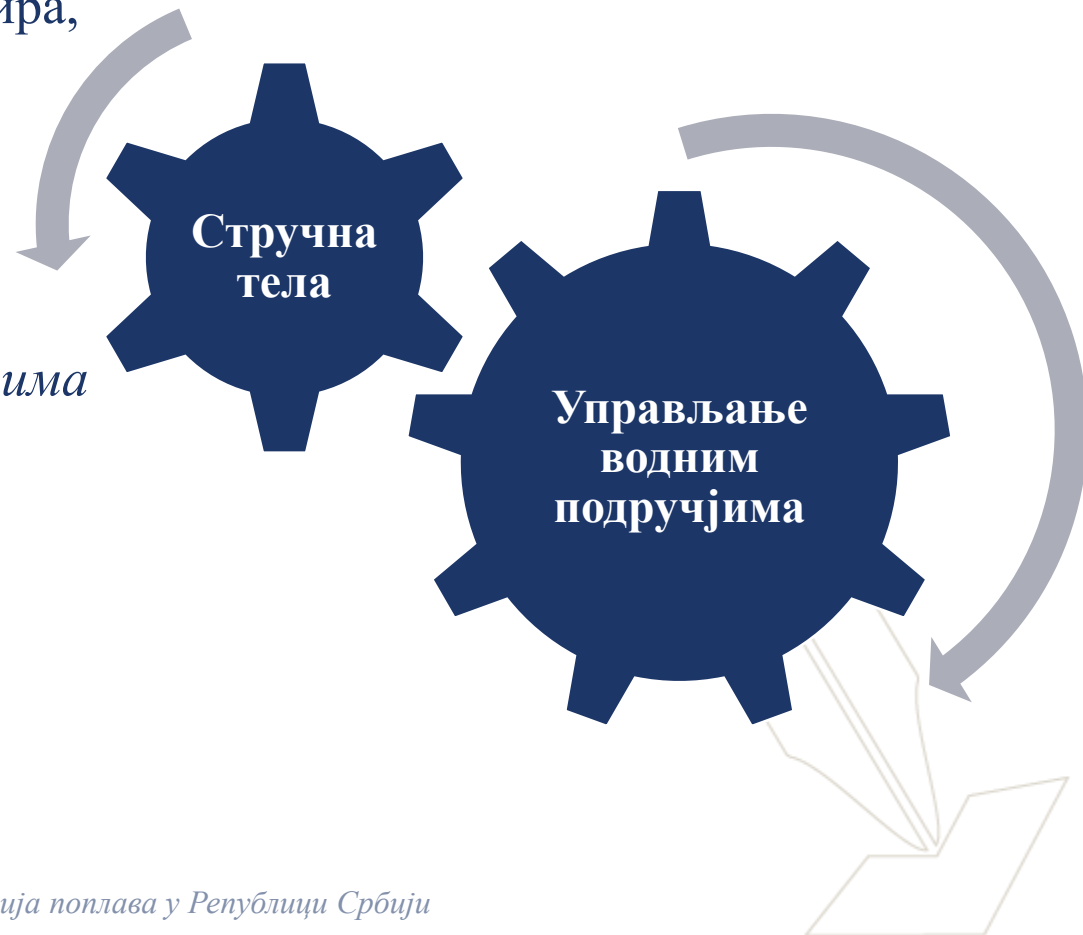 ира,
Стручна
тела
има
Управљање
водним
подручјима
ија поплава у Републици Србији